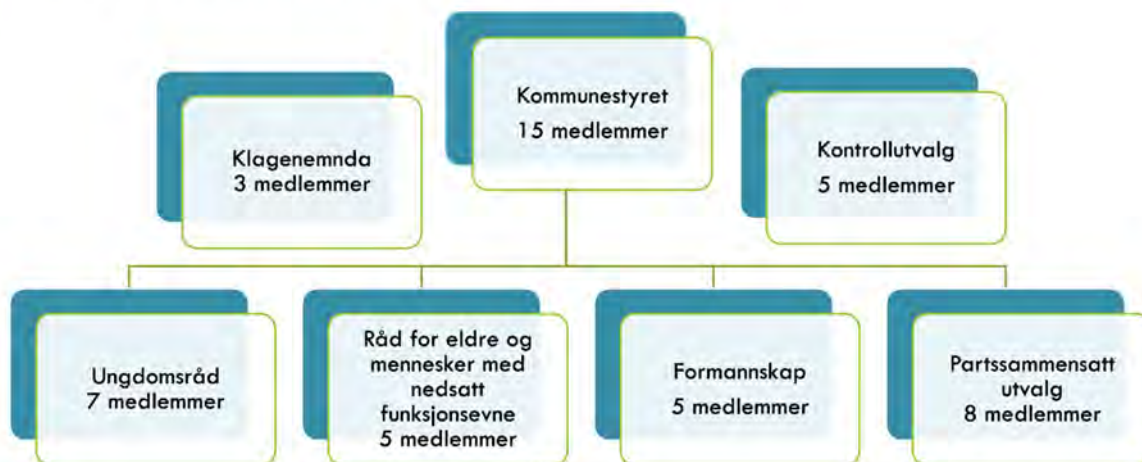 Kommunestyret
15 medlemmer
Klagenemnda
3 medlemmer
Kontrollutvalg
5 medlemmer
Ungdomsråd
7 medlemmer
Råd for eldre og
mennesker med
nedsatt
funksjonsevne
5 medlemmer
Formannskap
5 medlemmer
Partssammensatt
utvalg
8 medlemmer